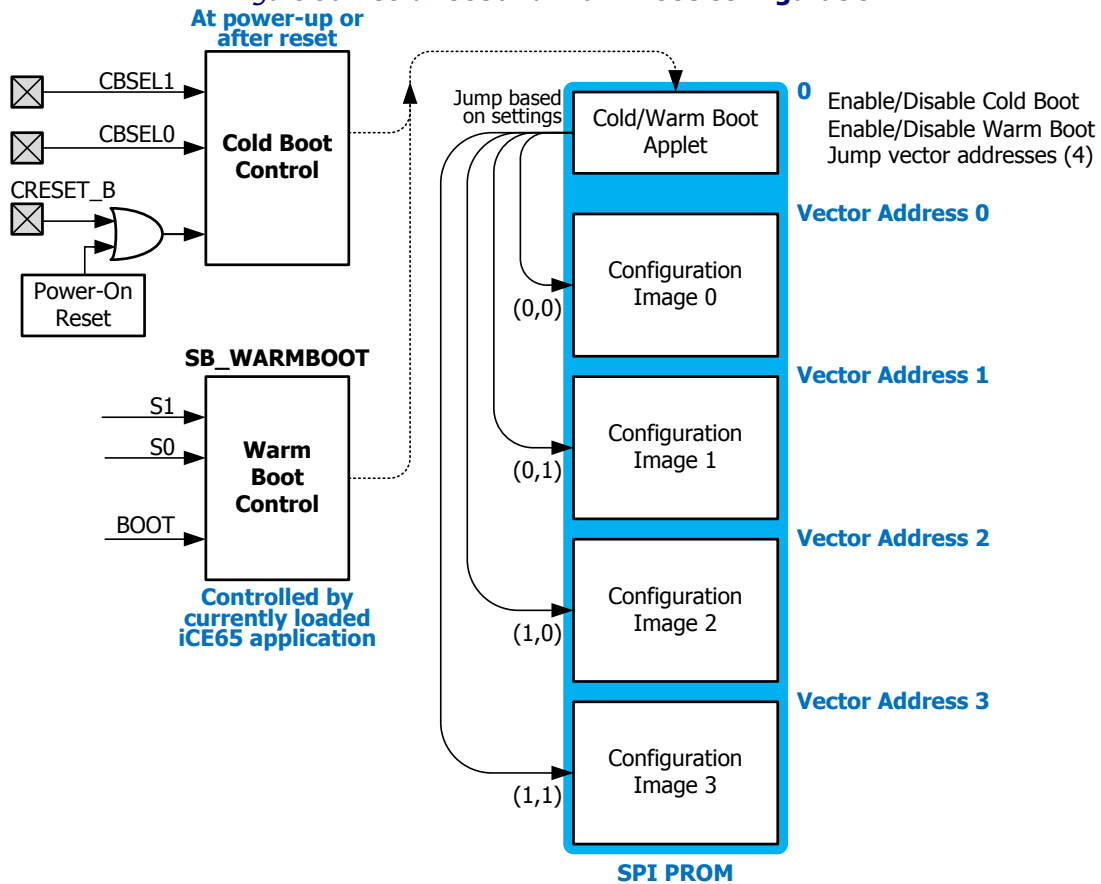 At power-up or
after reset
CBSEL1
CBSEL0
CRESET_B
Power-On
Reset
Cold Boot
Control
SB_WARMBOOT
S1
S0
BOOT
Warm
Boot
Control
Controlled by
currently loaded
iCE65 application
Jump based
on settings
Cold/Warm Boot
Applet
0
Enable/Disable Cold Boot
Enable/Disable Warm Boot
Jump vector addresses (4)
Vector Address 0
Configuration
Image 0
(0,0)
Vector Address 1
Configuration
Image 1
(0,1)
Vector Address 2
Configuration
Image 2
(1,0)
Vector Address 3
Configuration
Image 3
(1,1)
SPI PROM